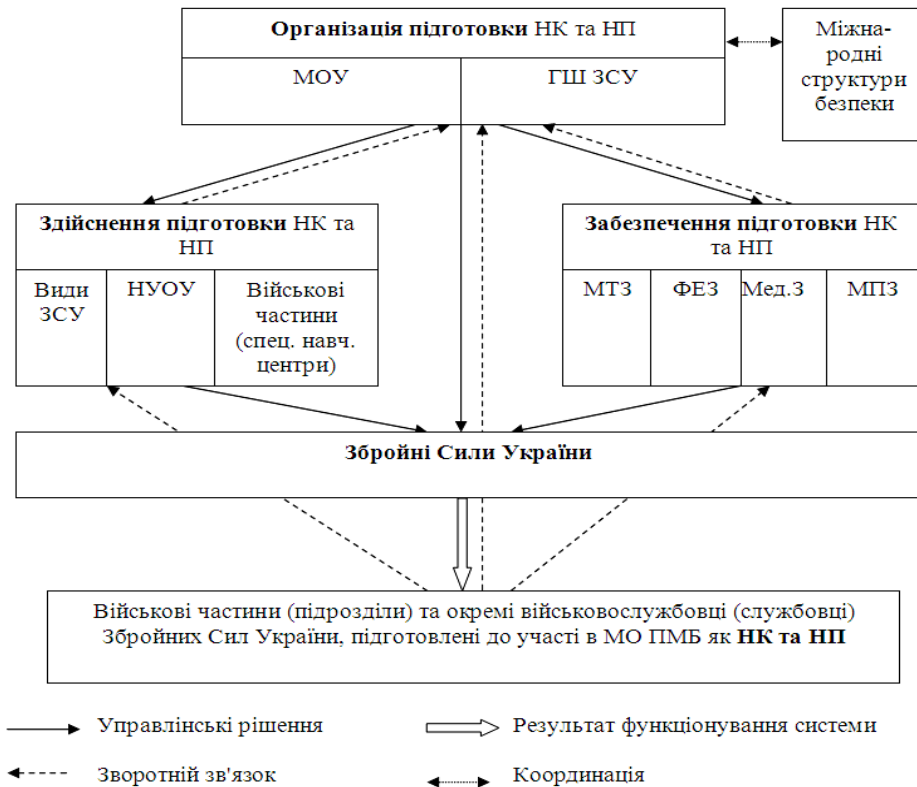 Організація підготовки НК та НП
МОУ
ГШ ЗСУ
Міжна-
родні
структури
безпеки
Здійснення підготовки НК та
НП
Види
ЗСУ
НУОУ
Військові
частини
(спец. навч.
центри)
Забезпечення підготовки НК
та НП
МТЗ
ФЕЗ
Мед.З
МПЗ
Збройні Сили України
Військові частини (підрозділи) та окремі військовослужбовці (службовці)
Збройних Сил України, підготовлені до участі в МО ПМБ як НК та НП
Управлінські рішення
Результат функціонування системи
Зворотній зв'язок
Координація